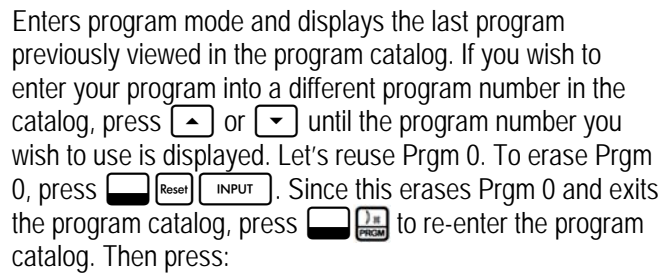 Enters program mode and displays the last program
previously viewed in the program catalog. If you wish to
enter your program into a different program number in the
catalog, press or until the program number you
wish to use is displayed. Let's reuse Prgm 0. To erase Prgm
0, press Reset INPUT . Since this erases Prgm 0 and exits
the program catalog, press PRGM to re-enter the program
catalog. Then press: